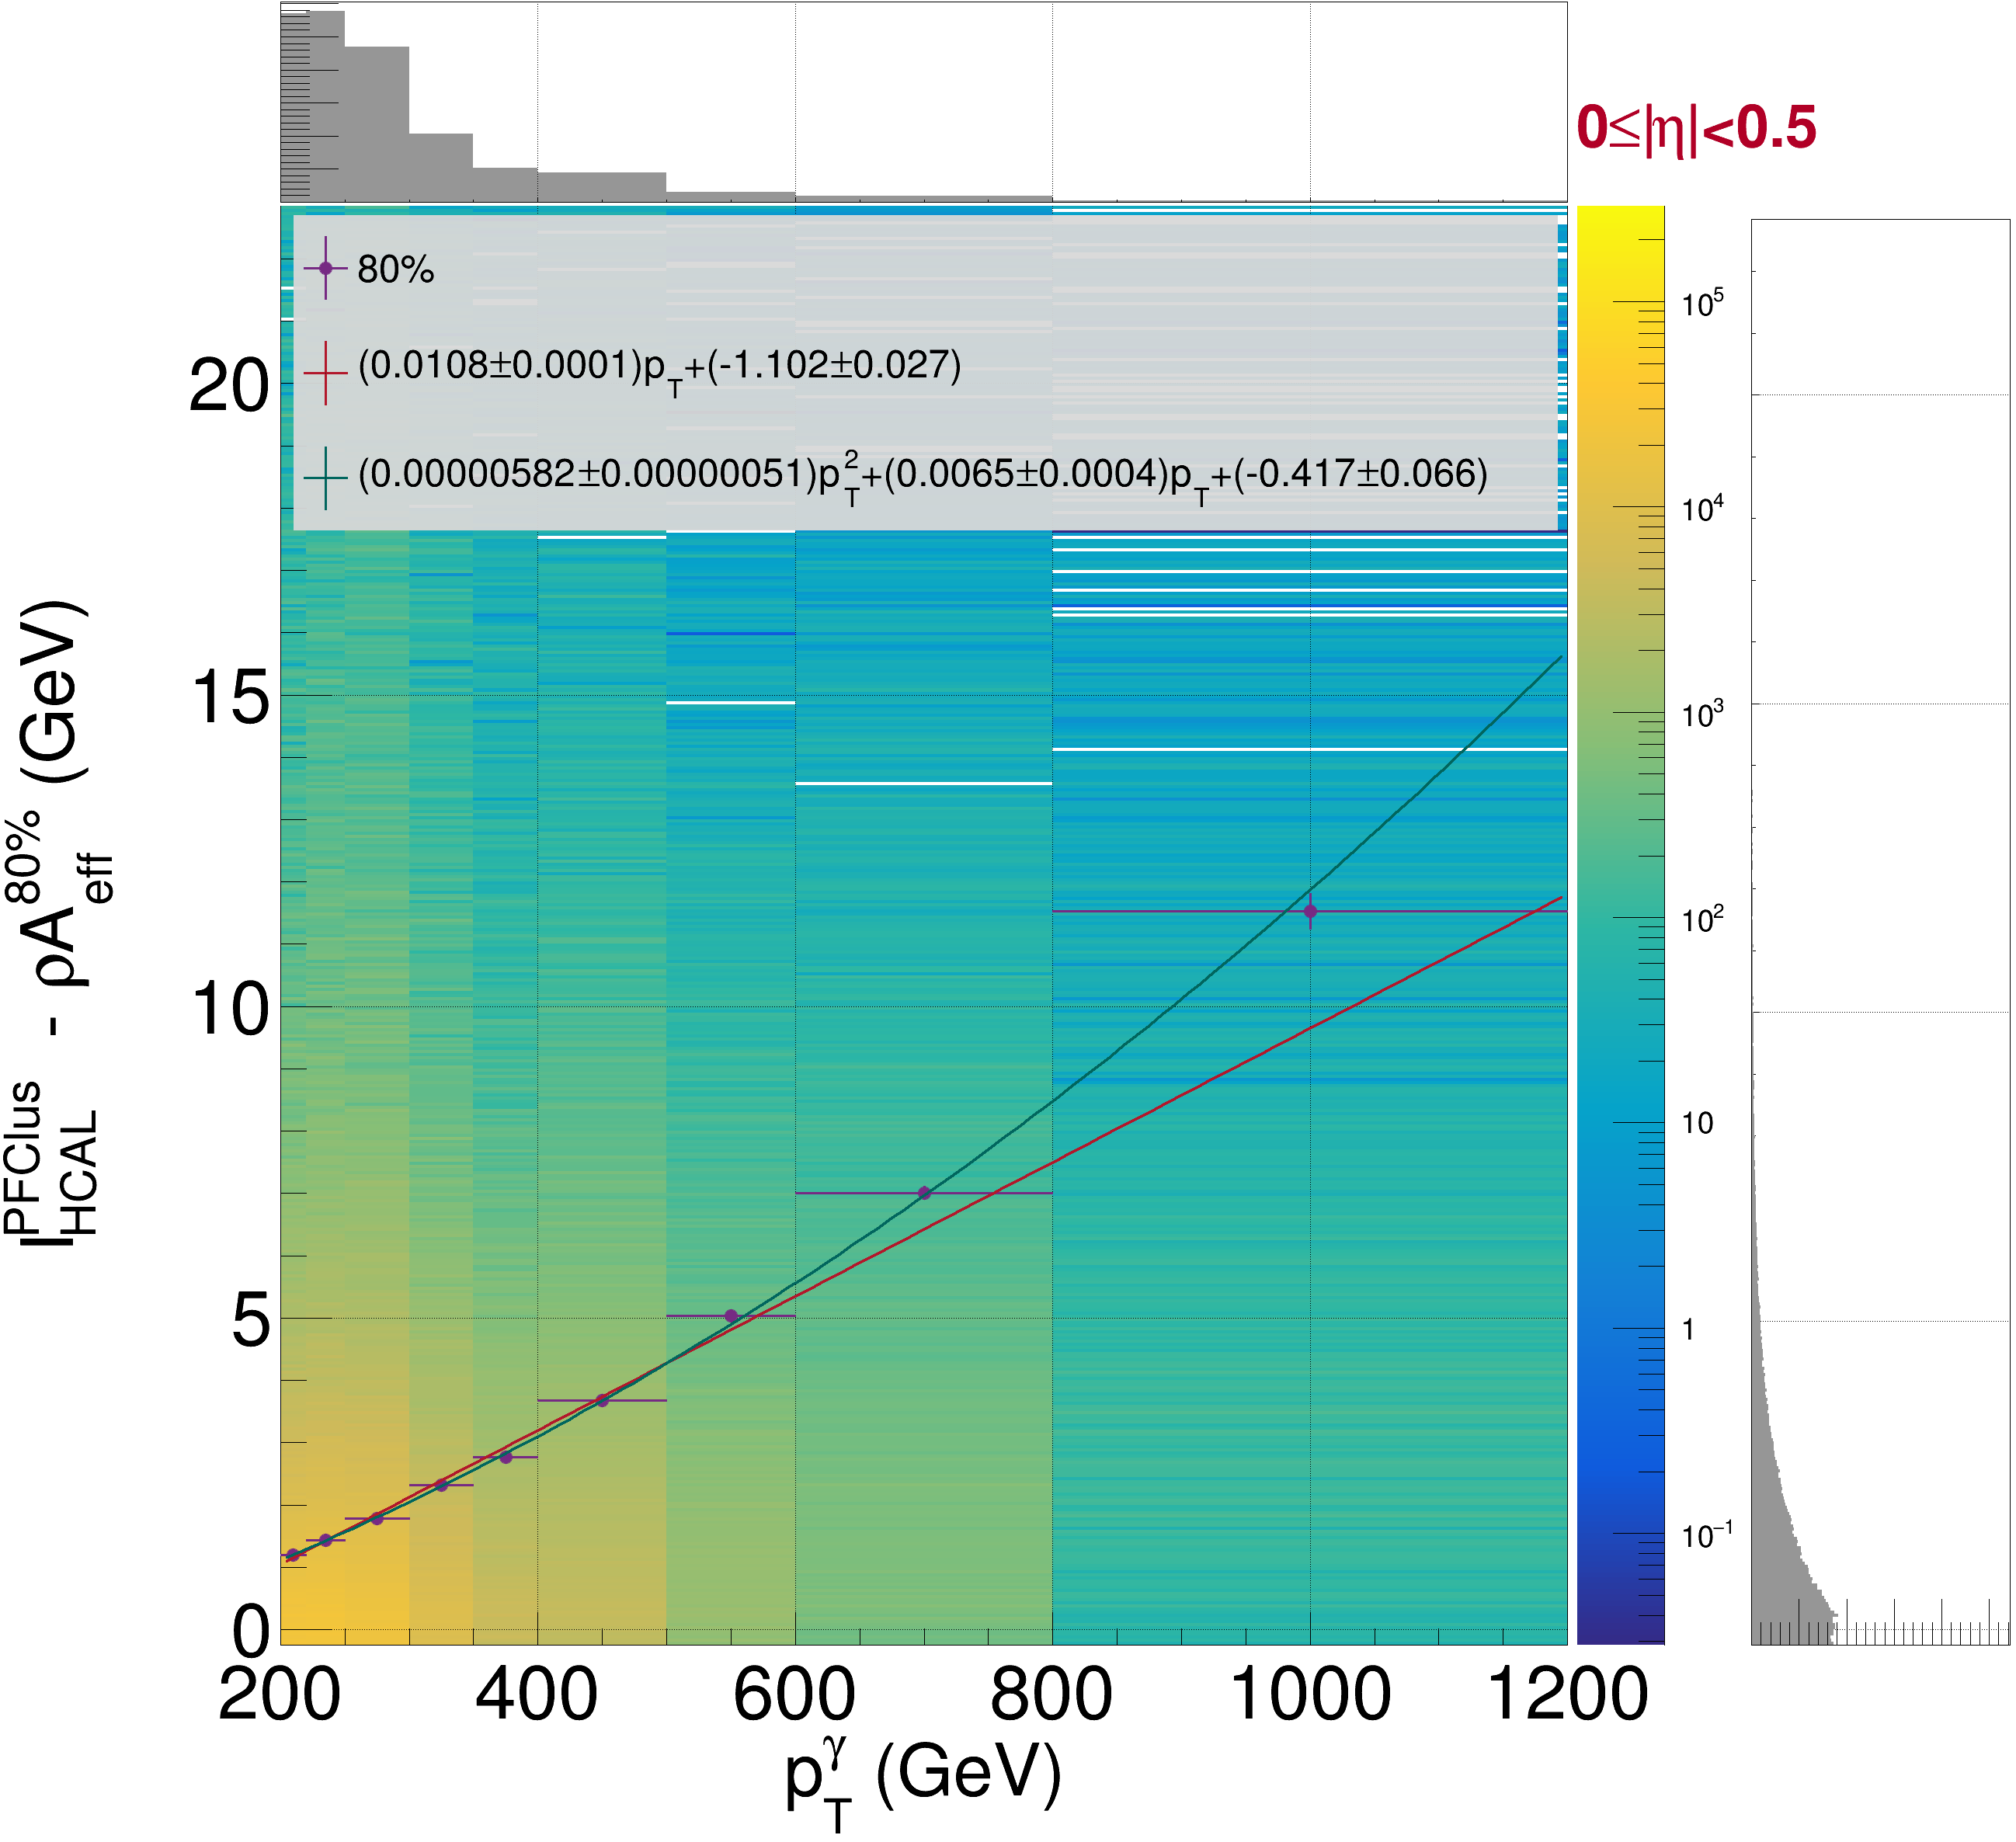 0≤|η|<0.5
80%
(0.0108±0.0001)p_T+(-1.102±0.027)
(0.00000582±0.00000051)p_T^2+(0.0065±0.0004)p_T+(-0.417±0.066)
20
15
10
5
0
I_HCAL^PFClus - ρA_eff^80% (GeV)
200 400 600 800 1000 1200
p_T^γ (GeV)
10^5
10^4
10^3
10^2
10
1
10^−1